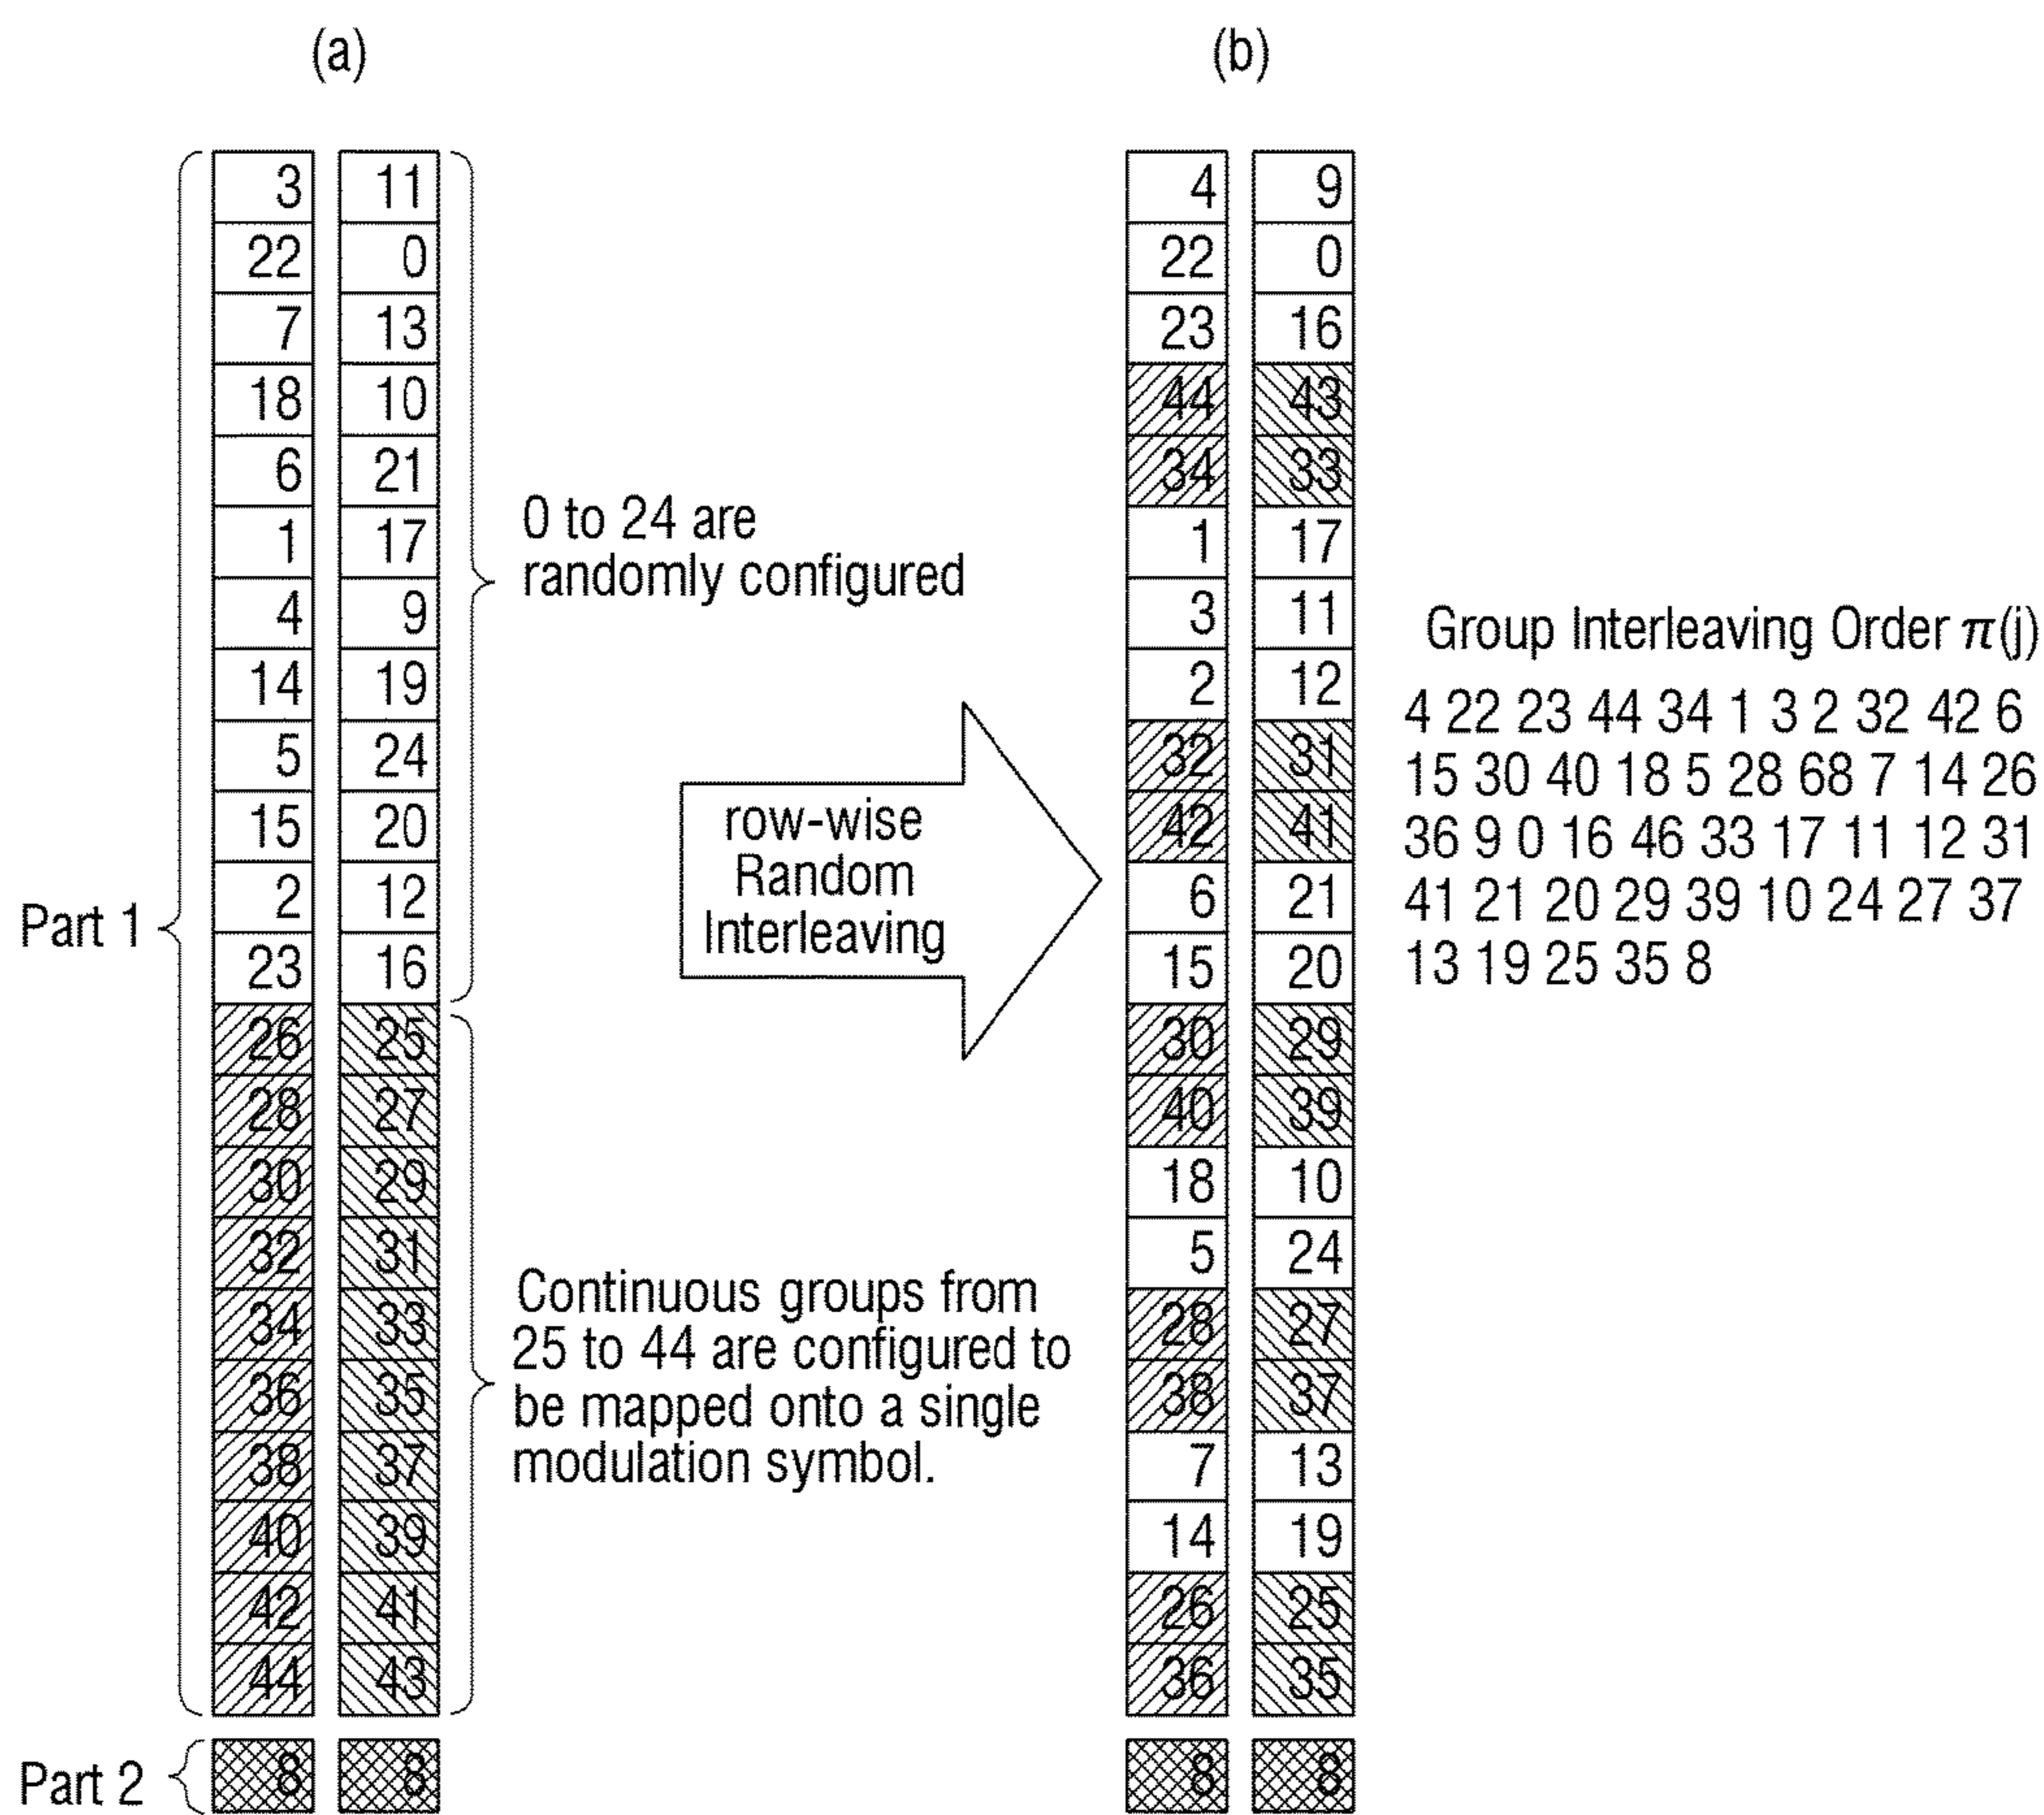 (a)
(b)
3 11
22 0
7 13
18 10
6 21
1 17
4 9
14 19
5 24
15 20
2 12
23 16
26 25
28 27
30 29
32 31
34 33
36 35
38 37
40 39
42 41
44 43
8 8
Part 1
Part 2
0 to 24 are
randomly configured
Continuous groups from
25 to 44 are configured to
be mapped onto a single
modulation symbol.
row-wise
Random
Interleaving
4 9
22 0
23 16
44 43
34 33
1 17
3 11
2 12
32 31
42 41
6 21
15 20
30 29
40 39
18 10
5 24
28 27
38 37
7 13
14 19
26 25
36 35
8 8
Group Interleaving Order π(j)
4 22 23 44 34 1 3 2 32 42 6
15 30 40 18 5 28 68 7 14 26
36 9 0 16 46 33 17 11 12 31
41 21 20 29 39 10 24 27 37
13 19 25 35 8